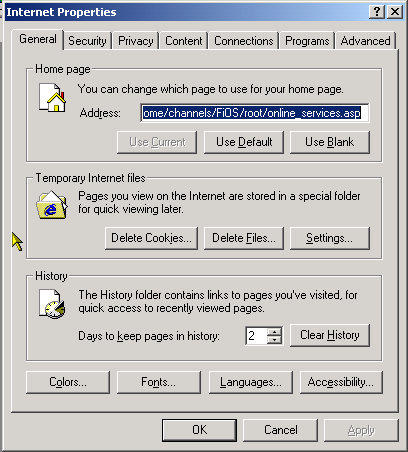 Internet Properties
General Security Privacy Content Connections Programs Advanced
Home page
You can change which page to use for your home page.
Address: ome/channels/FiOS/root/online_services.asp
Use Current Use Default Use Blank
Temporary Internet files
Pages you view on the Internet are stored in a special folder
for quick viewing later.
Delete Cookies... Delete Files... Settings...
History
The History folder contains links to pages you've visited, for
quick access to recently viewed pages.
Days to keep pages in history: 2 Clear History
Colors... Fonts... Languages... Accessibility...
OK Cancel Apply